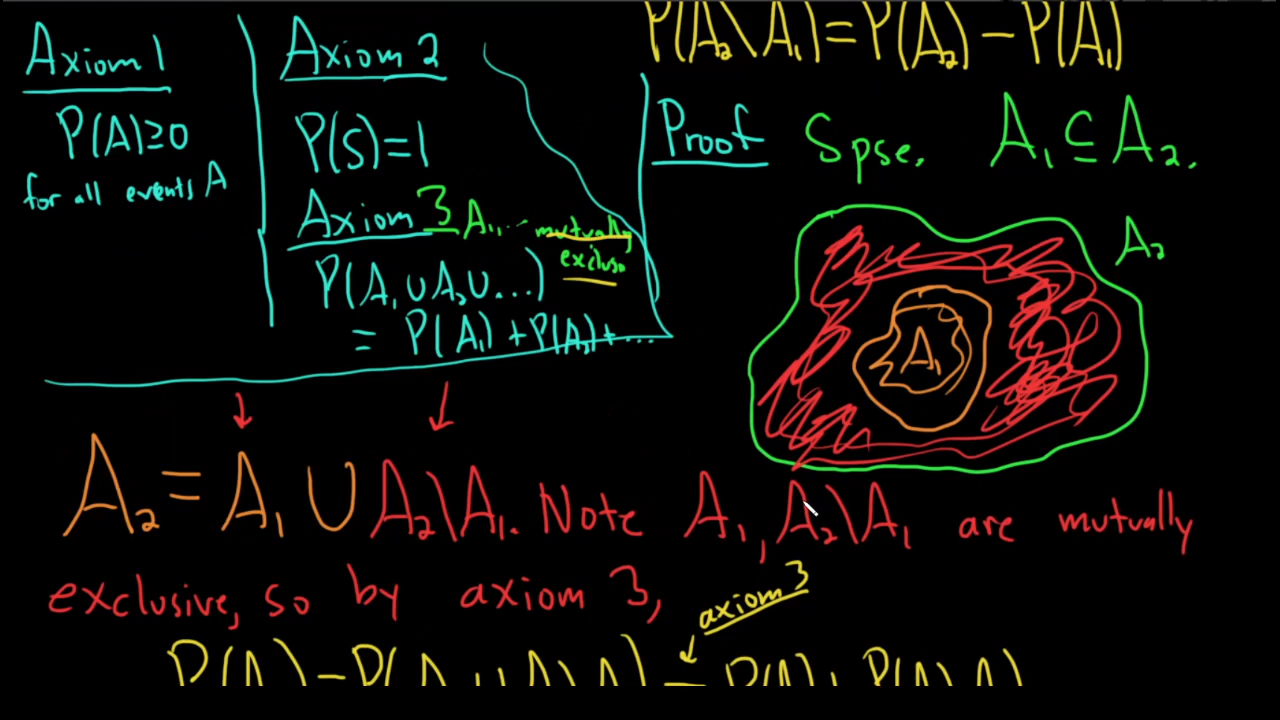 Axiom 1
P(A)≥0
for all events A
Axiom 2
P(S)=1
Axiom 3 A₁, ... mutually
exclus
P(A₁∪A₂∪...)
= P(A₁)+P(A₂)+...
P(A₂\A₁)=P(A₂)-P(A₁)
Proof Spse. A₁⊆A₂.
A₂
A₁
A₂=A₁∪A₂\A₁. Note A₁, A₂\A₁ are mutually
exclusive, so by axiom 3,
axiom 3